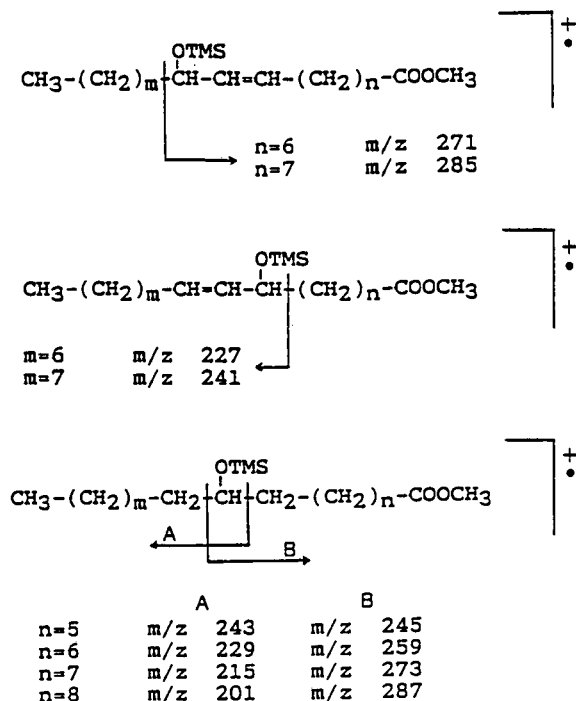 +
•
OTMS
CH3-(CH2)m-CH-CH=CH-(CH2)n-COOCH3
n=6 m/z 271
n=7 m/z 285
+
•
OTMS
CH3-(CH2)m-CH=CH-CH-(CH2)n-COOCH3
m=6 m/z 227
m=7 m/z 241
+
•
OTMS
CH3-(CH2)m-CH2-CH-CH2-(CH2)n-COOCH3
A
B
A B
n=5 m/z 243 m/z 245
n=6 m/z 229 m/z 259
n=7 m/z 215 m/z 273
n=8 m/z 201 m/z 287